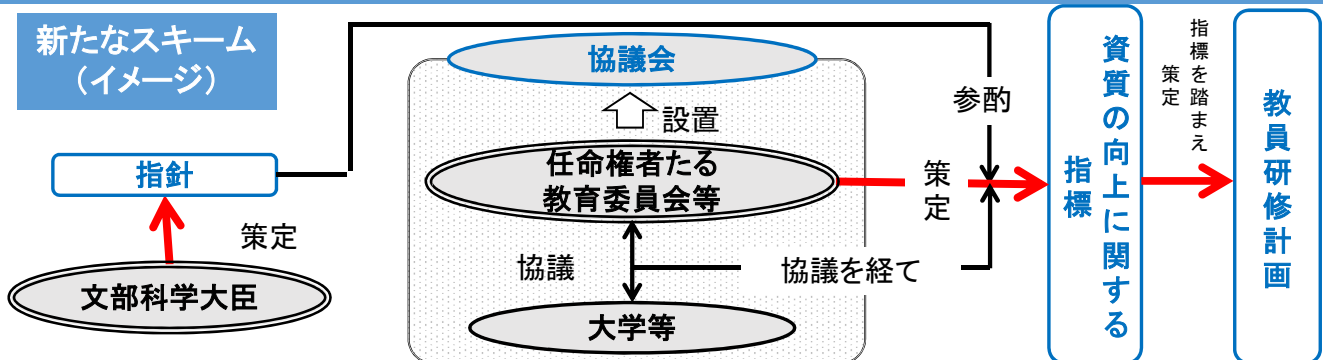 新たなスキーム
（イメージ）
指針
策定
文部科学大臣
協議会
設置
任命権者たる
教育委員会等
協議
大学等
参酌
策定
協議を経て
資質の向上に関する
指標
指標を踏まえ
策定
教員研修計画